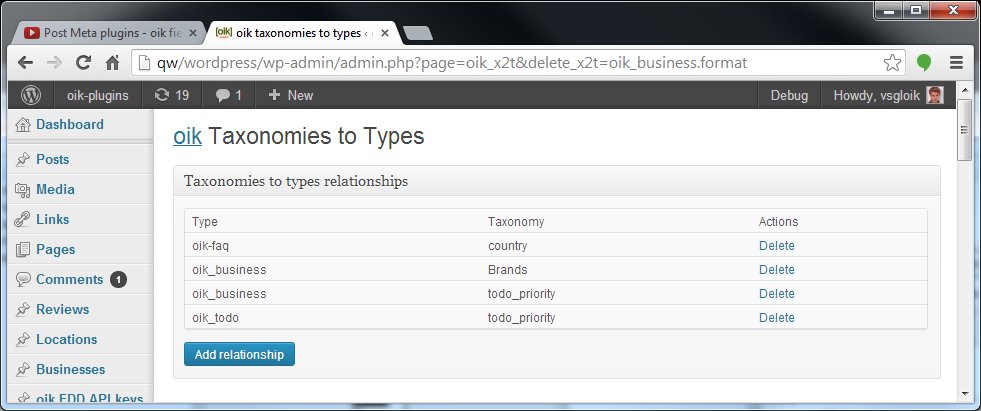 Post Meta plugins - oik fie
[oik] plugins oik taxonomies to types ‹ o
qw/wordpress/wp-admin/admin.php?page=oik_x2t&delete_x2t=oik_business.format
oik-plugins 19 1 + New Debug Howdy, vsgloik
Dashboard
Posts
Media
Links
Pages
Comments 1
Reviews
Locations
Businesses
oik EDD API keys
oik Taxonomies to Types
Taxonomies to types relationships
Type Taxonomy Actions
oik-faq country Delete
oik_business Brands Delete
oik_business todo_priority Delete
oik_todo todo_priority Delete
Add relationship